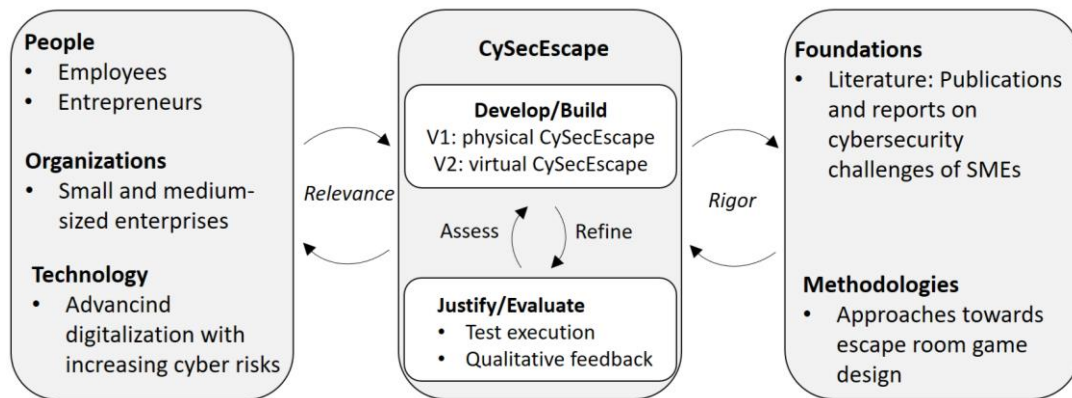 People
• Employees
• Entrepreneurs
Organizations
• Small and medium-
sized enterprises
Technology
• Advancind
digitalization with
increasing cyber risks
Relevance
CySecEscape
Develop/Build
V1: physical CySecEscape
V2: virtual CySecEscape
Assess
Refine
Justify/Evaluate
• Test execution
• Qualitative feedback
Rigor
Foundations
• Literature: Publications
and reports on
cybersecurity
challenges of SMEs
Methodologies
• Approaches towards
escape room game
design